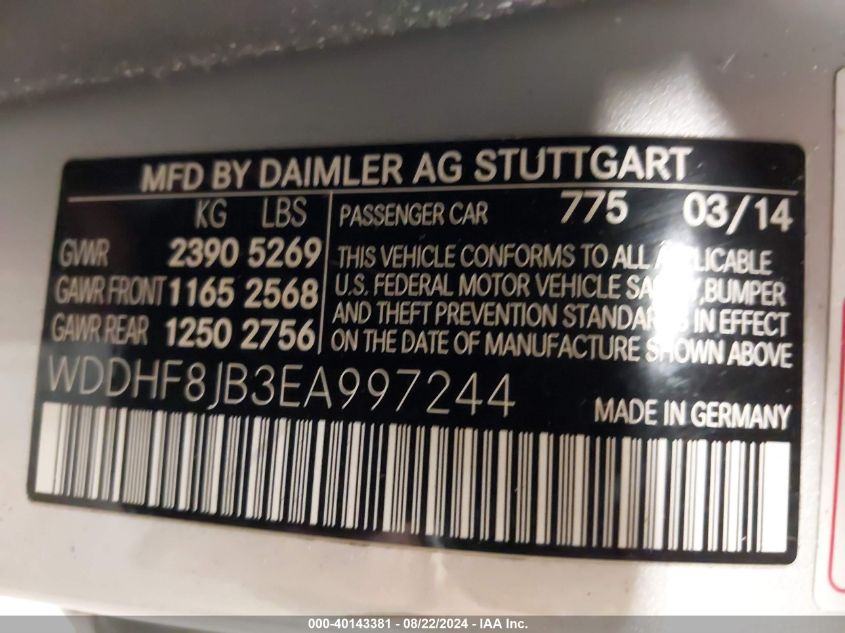 MFD BY DAIMLER AG STUTTGART
KG LBS
GVWR 2390 5269
GAWR FRONT 1165 2568
GAWR REAR 1250 2756
PASSENGER CAR 775 03/14
THIS VEHICLE CONFORMS TO ALL APPLICABLE
U.S. FEDERAL MOTOR VEHICLE SAFETY, BUMPER
AND THEFT PREVENTION STANDARDS IN EFFECT
ON THE DATE OF MANUFACTURE SHOWN ABOVE
WDDHF8JB3EA997244
MADE IN GERMANY
000-40143381 - 08/22/2024 - IAA Inc.